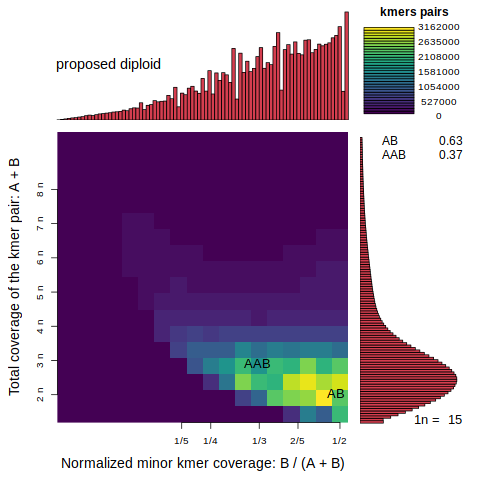 kmers pairs
3162000
2635000
2108000
1581000
1054000
527000
0
proposed diploid
AB 0.63
AAB 0.37
Total coverage of the kmer pair: A + B
8 n
7 n
6 n
5 n
4 n
3 n
2 n
AAB
AB
1n = 15
1/5 1/4 1/3 2/5 1/2
Normalized minor kmer coverage: B / (A + B)